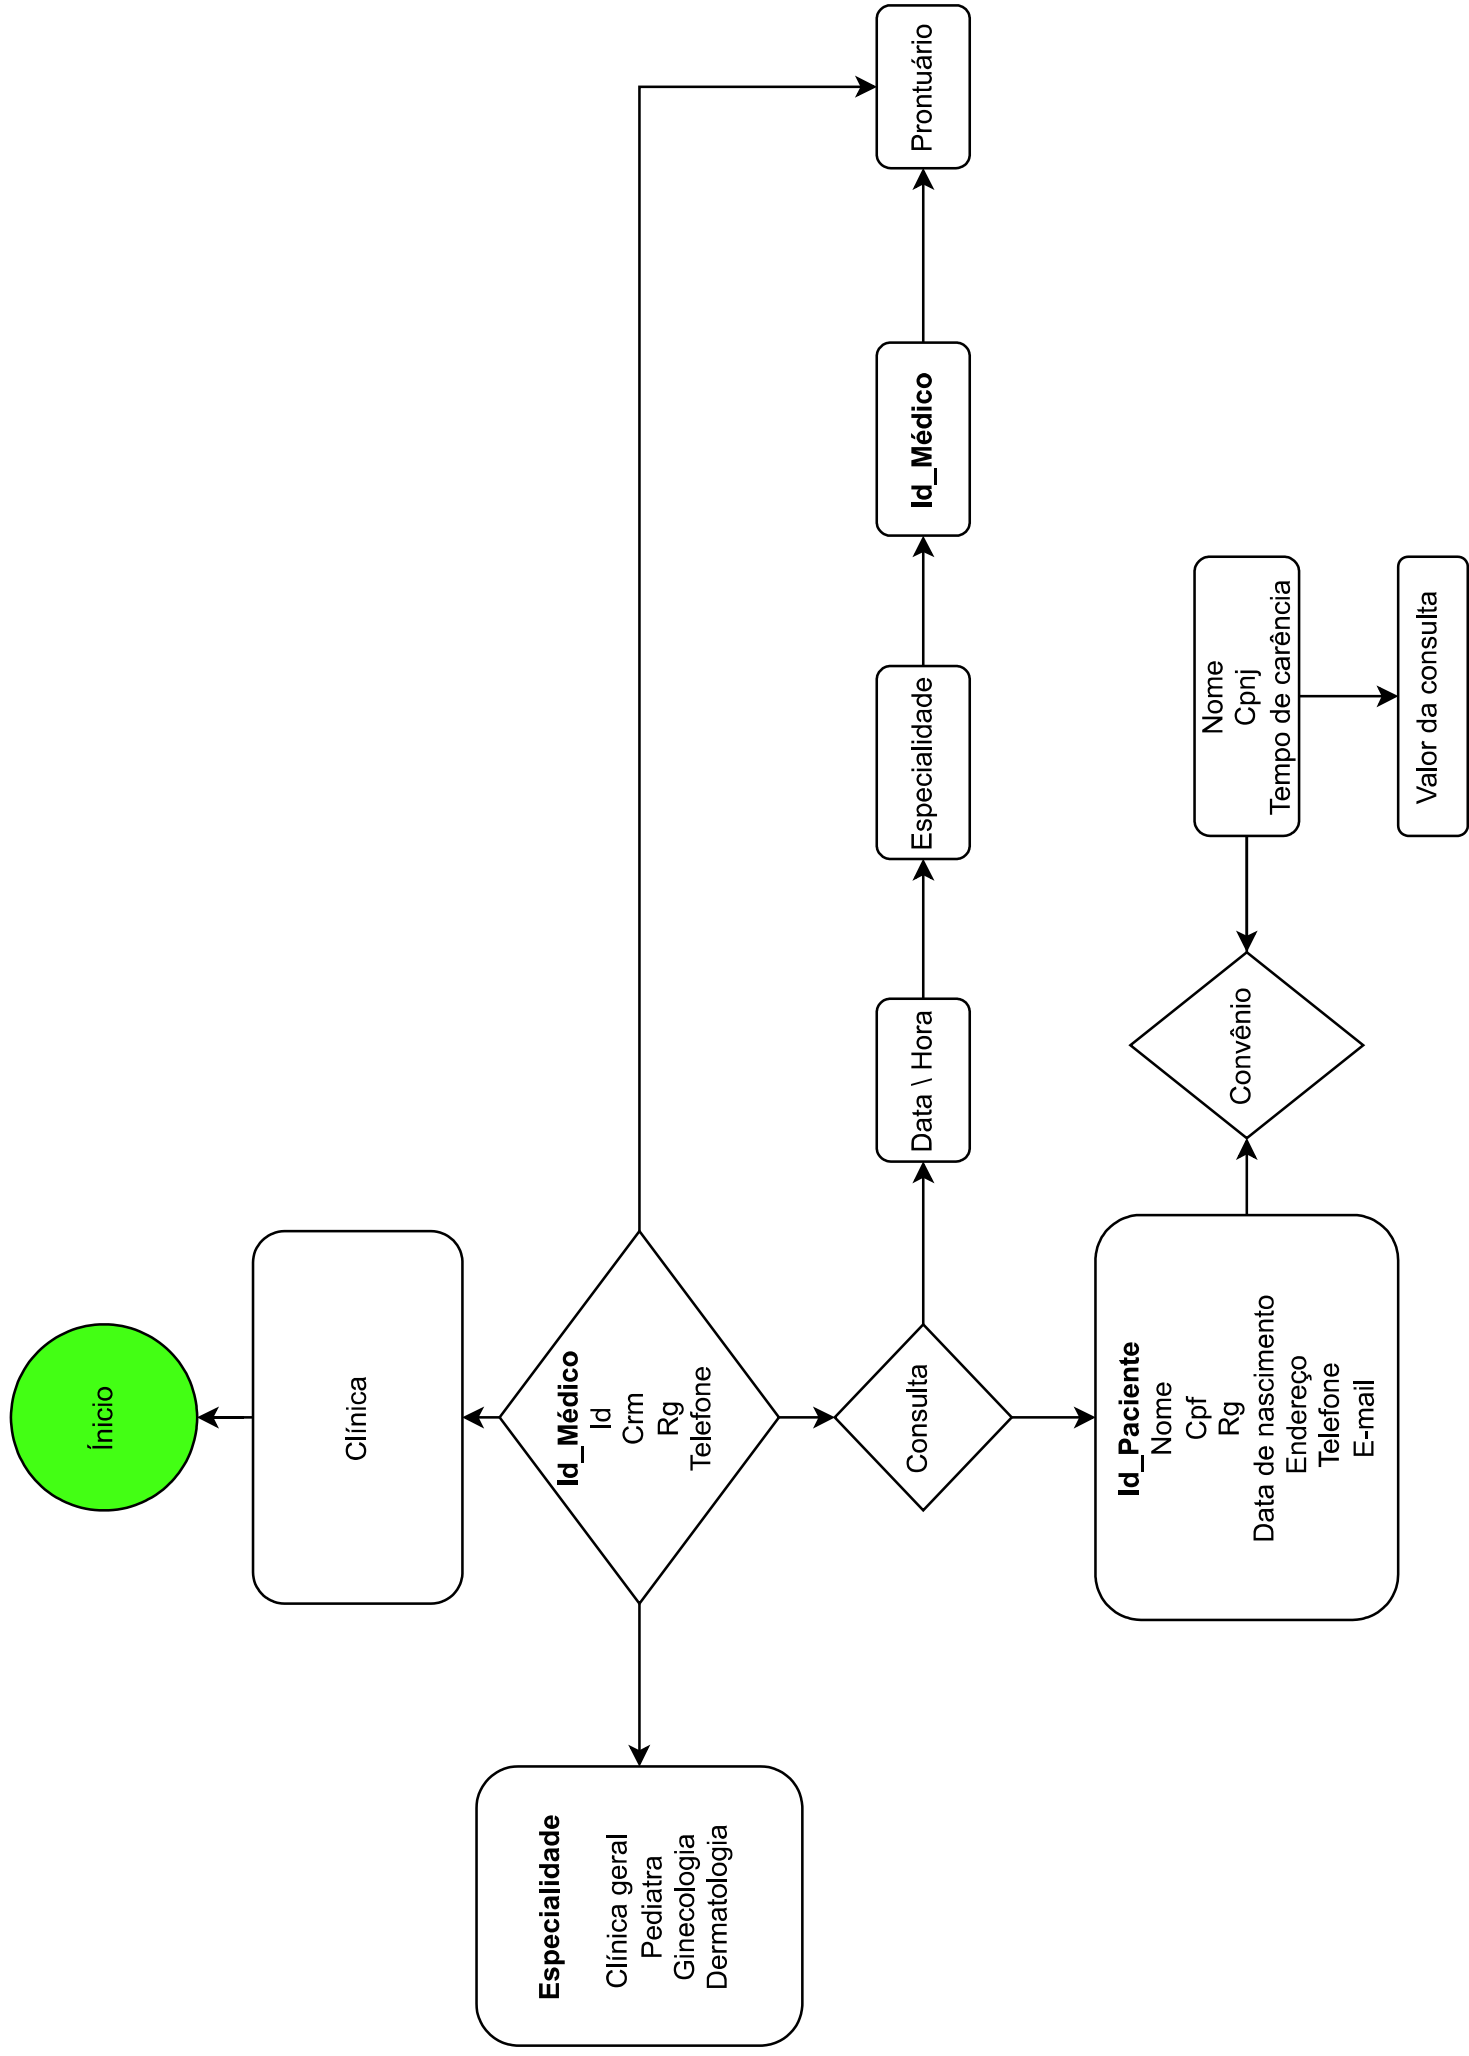 Ínicio
Clínica
Id_Médico
Id
Crm
Rg
Telefone
Especialidade
Clínica geral
Pediatra
Ginecologia
Dermatologia
Consulta
Data \ Hora
Especialidade
Id_Médico
Prontuário
Id_Paciente
Nome
Cpf
Rg
Data de nascimento
Endereço
Telefone
E-mail
Convênio
Nome
Cpnj
Tempo de carência
Valor da consulta